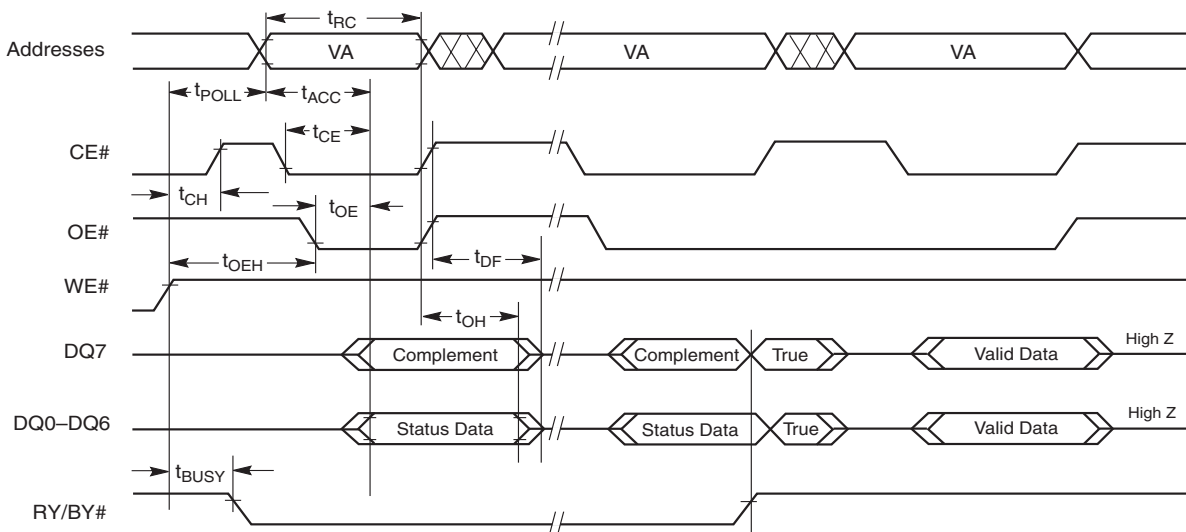 tRC
Addresses VA VA VA
tPOLL tACC
tCE
CE#
tCH tOE
OE#
tOEH tDF
WE#
tOH
DQ7 Complement Complement True Valid Data High Z
DQ0–DQ6 Status Data Status Data True Valid Data High Z
tBUSY
RY/BY#